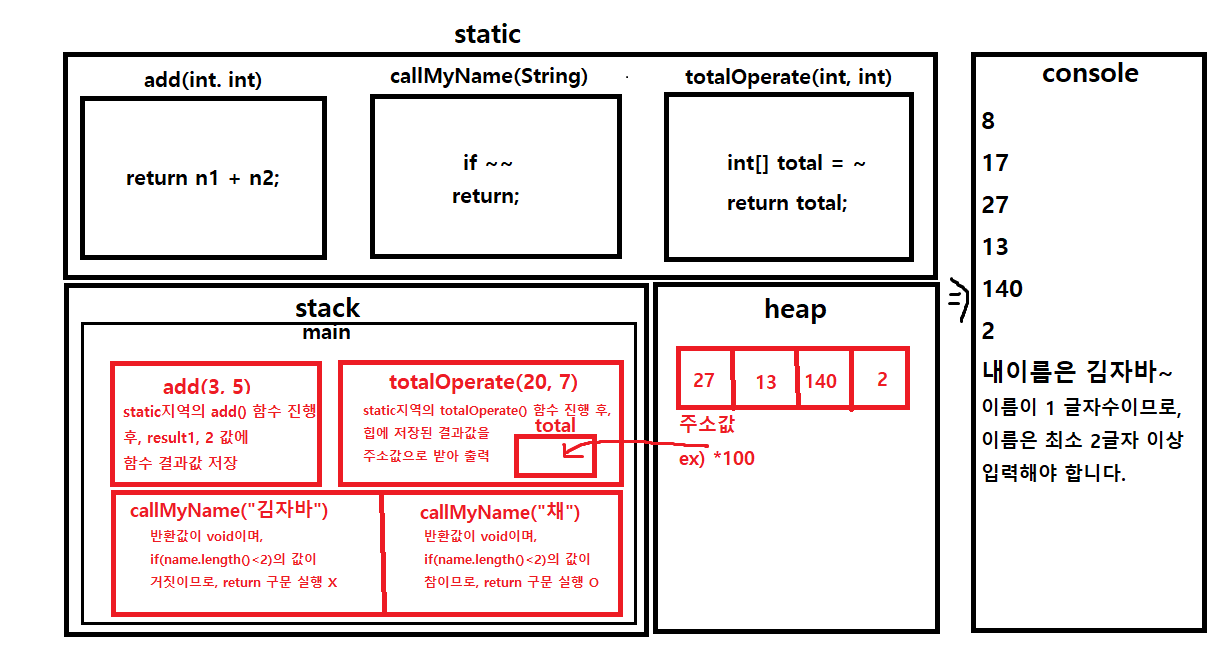 static
add(int. int)
return n1 + n2;
callMyName(String)
if ~~
return;
totalOperate(int, int)
int[] total = ~
return total;
stack
main
add(3, 5)
static지역의 add() 함수 진행
후, result1, 2 값에
함수 결과값 저장
totalOperate(20, 7)
static지역의 totalOperate() 함수 진행 후,
힙에 저장된 결과값을
주소값으로 받아 출력
total
callMyName("김자바")
반환값이 void이며,
if(name.length()<2)의 값이
거짓이므로, return 구문 실행 X
callMyName("채")
반환값이 void이며,
if(name.length()<2)의 값이
참이므로, return 구문 실행 O
heap
27
13
140
2
주소값
ex) *100
console
8
17
27
13
140
2
내이름은 김자바~
이름이 1 글자수이므로,
이름은 최소 2글자 이상
입력해야 합니다.